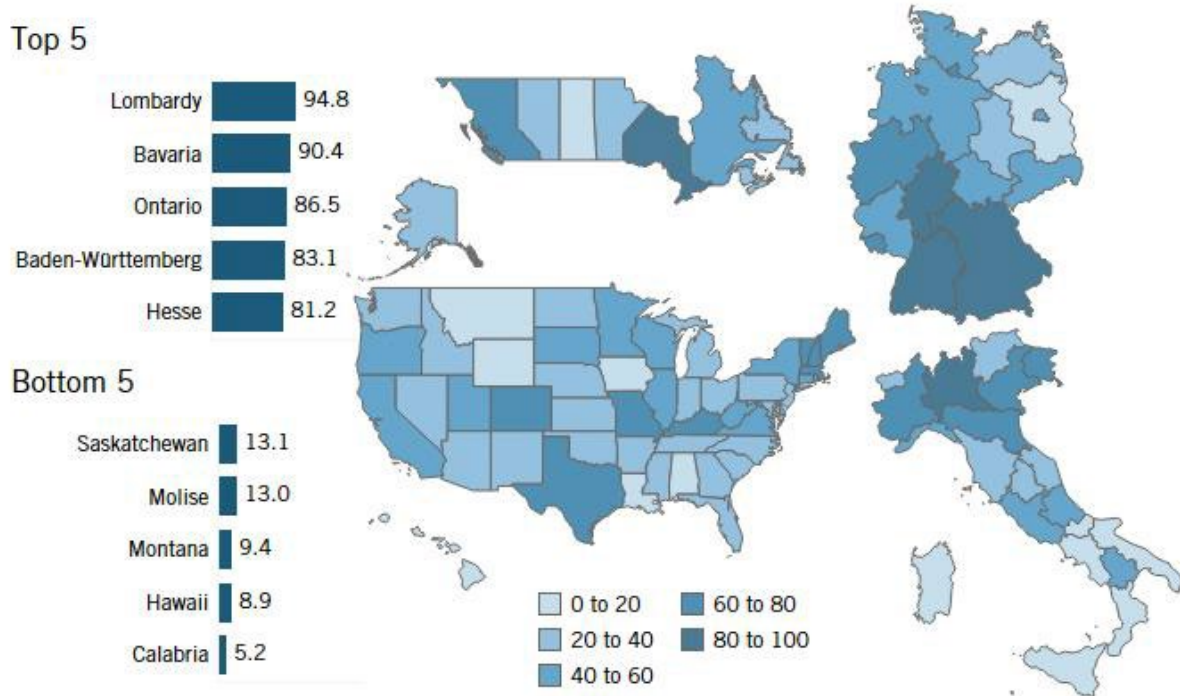 Top 5
Lombardy 94.8
Bavaria 90.4
Ontario 86.5
Baden-Württemberg 83.1
Hesse 81.2
Bottom 5
Saskatchewan 13.1
Molise 13.0
Montana 9.4
Hawaii 8.9
Calabria 5.2
0 to 20
20 to 40
40 to 60
60 to 80
80 to 100